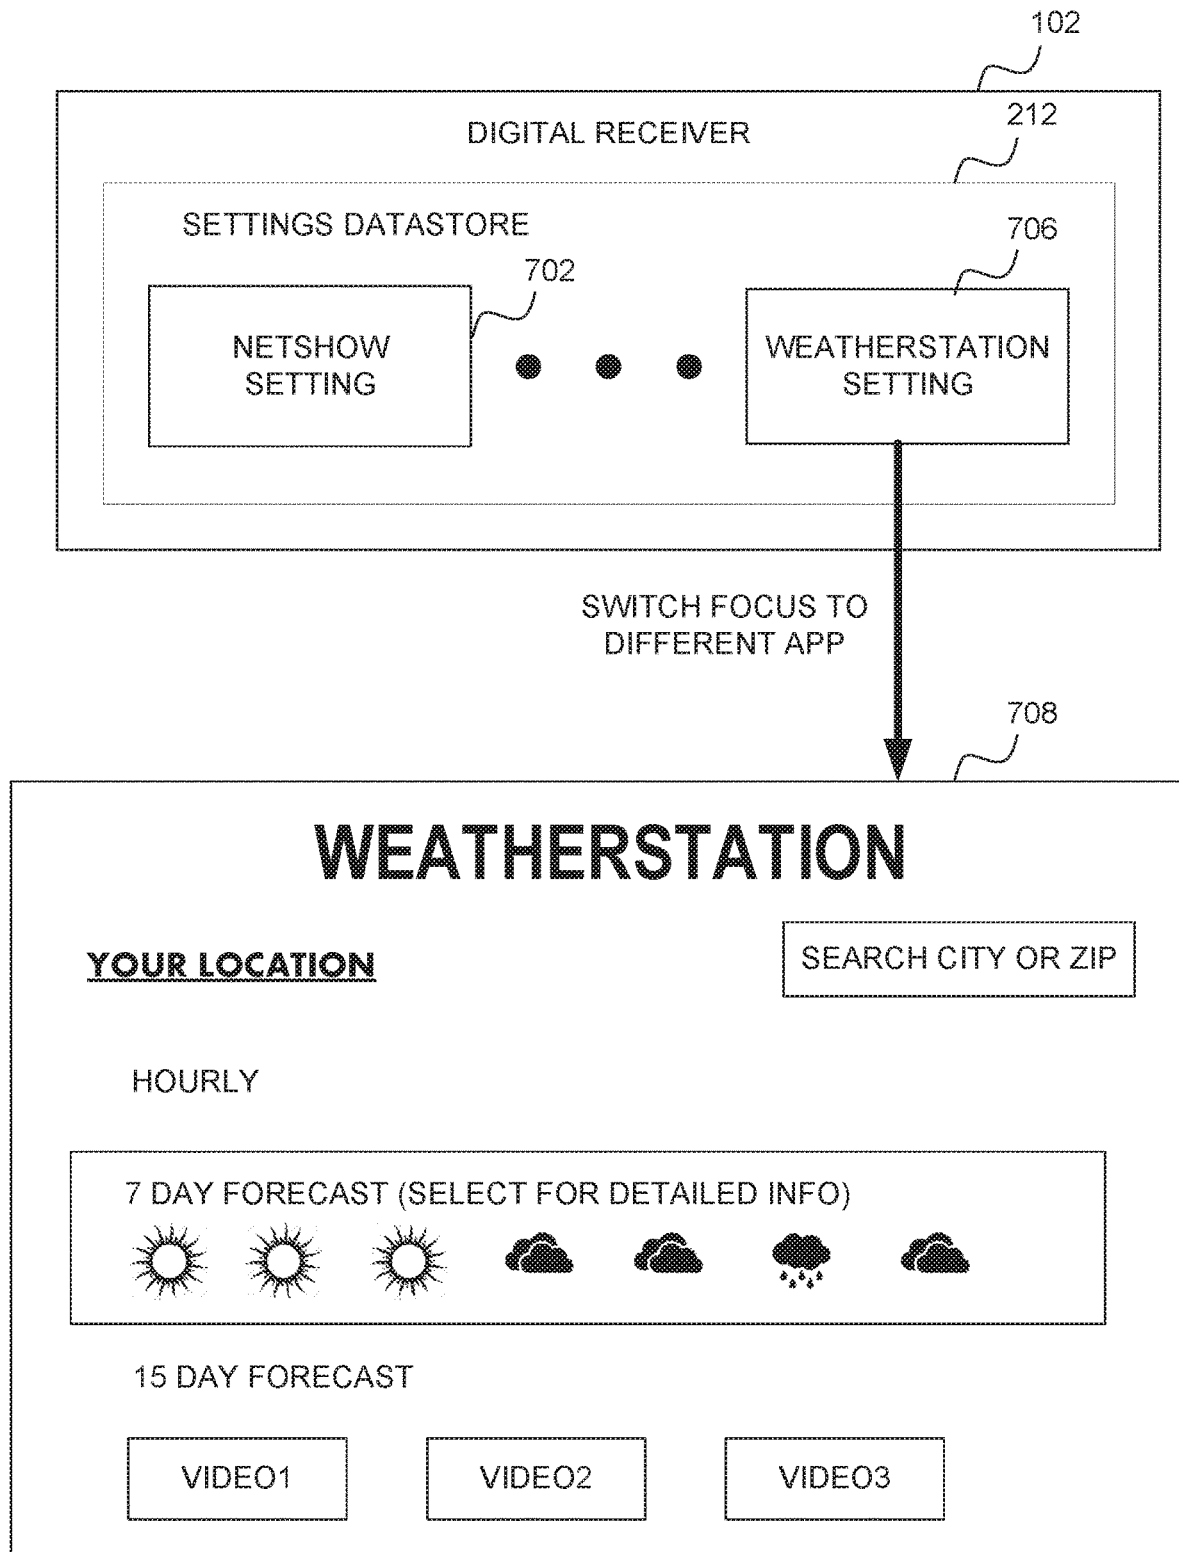 102
DIGITAL RECEIVER
212
SETTINGS DATASTORE
706
702
NETSHOW
SETTING
WEATHERSTATION
SETTING
SWITCH FOCUS TO
DIFFERENT APP
708
WEATHERSTATION
YOUR LOCATION
SEARCH CITY OR ZIP
HOURLY
7 DAY FORECAST (SELECT FOR DETAILED INFO)
15 DAY FORECAST
VIDEO1
VIDEO2
VIDEO3